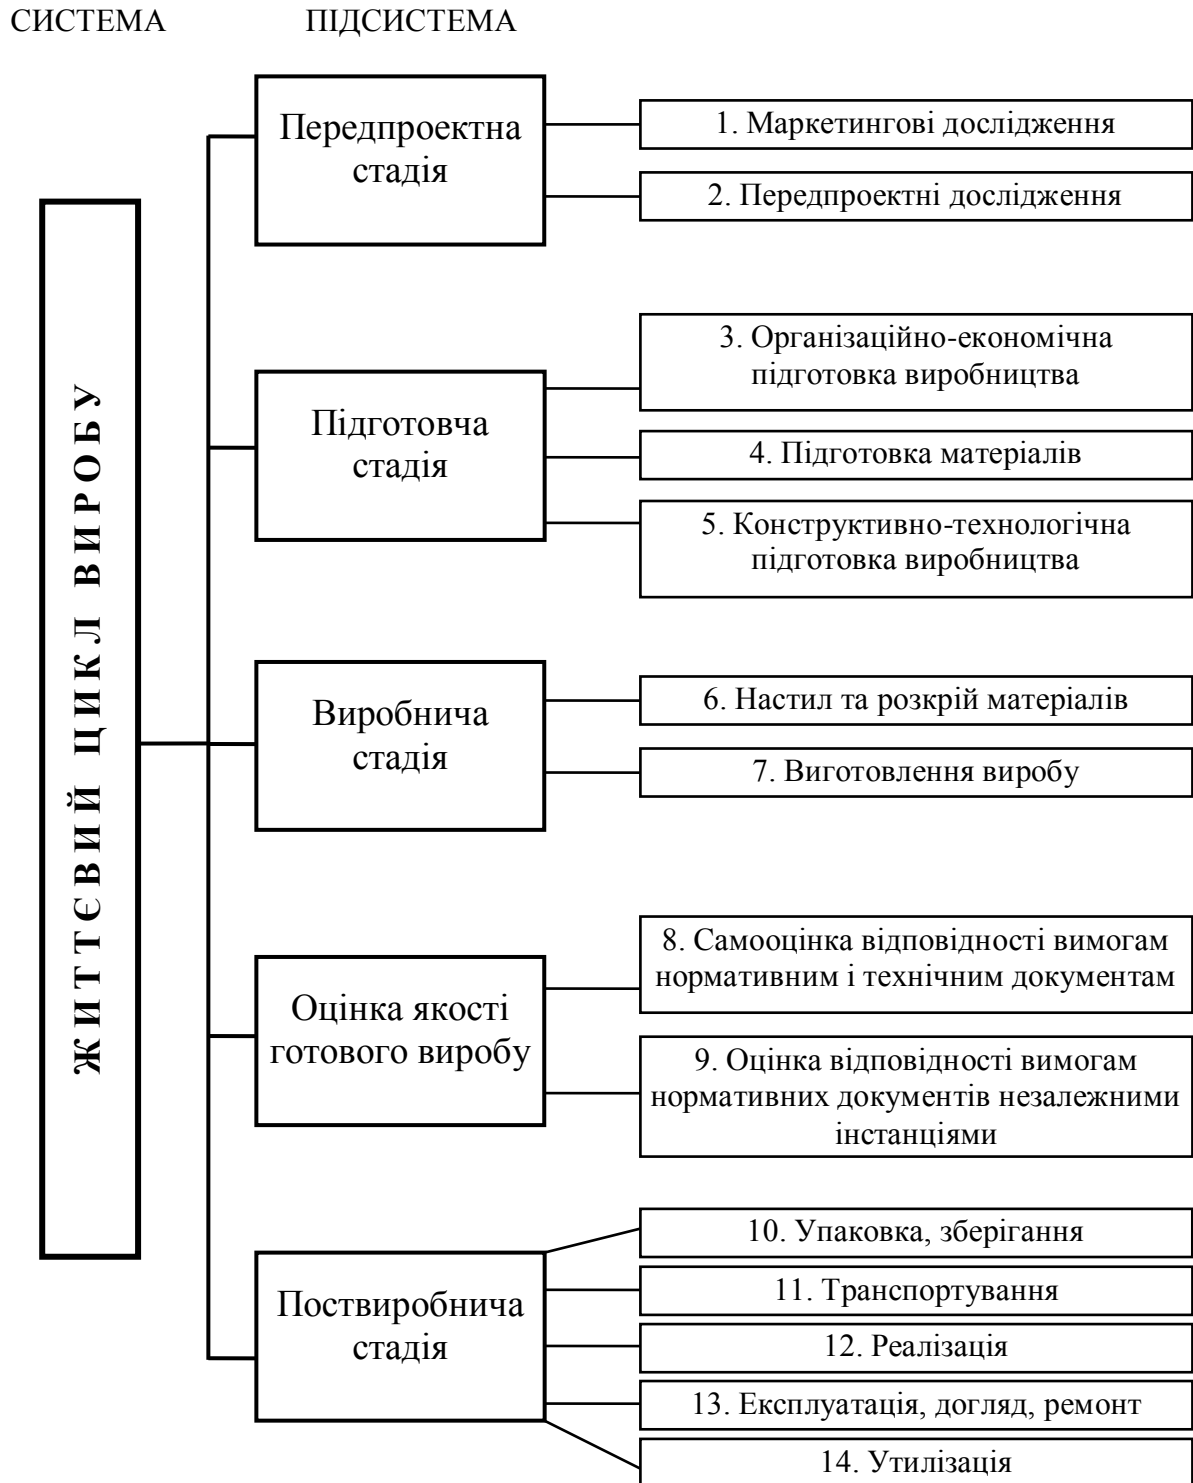 СИСТЕМА
ПІДСИСТЕМА
ЖИТТЄВИЙ ЦИКЛ ВИРОБУ
Передпроектна
стадія
1. Маркетингові дослідження
2. Передпроектні дослідження
Підготовча
стадія
3. Організаційно-економічна
підготовка виробництва
4. Підготовка матеріалів
5. Конструктивно-технологічна
підготовка виробництва
Виробнича
стадія
6. Настил та розкрій матеріалів
7. Виготовлення виробу
Оцінка якості
готового виробу
8. Самооцінка відповідності вимогам
нормативним і технічним документам
9. Оцінка відповідності вимогам
нормативних документів незалежними
інстанціями
Поствиробнича
стадія
10. Упаковка, зберігання
11. Транспортування
12. Реалізація
13. Експлуатація, догляд, ремонт
14. Утилізація